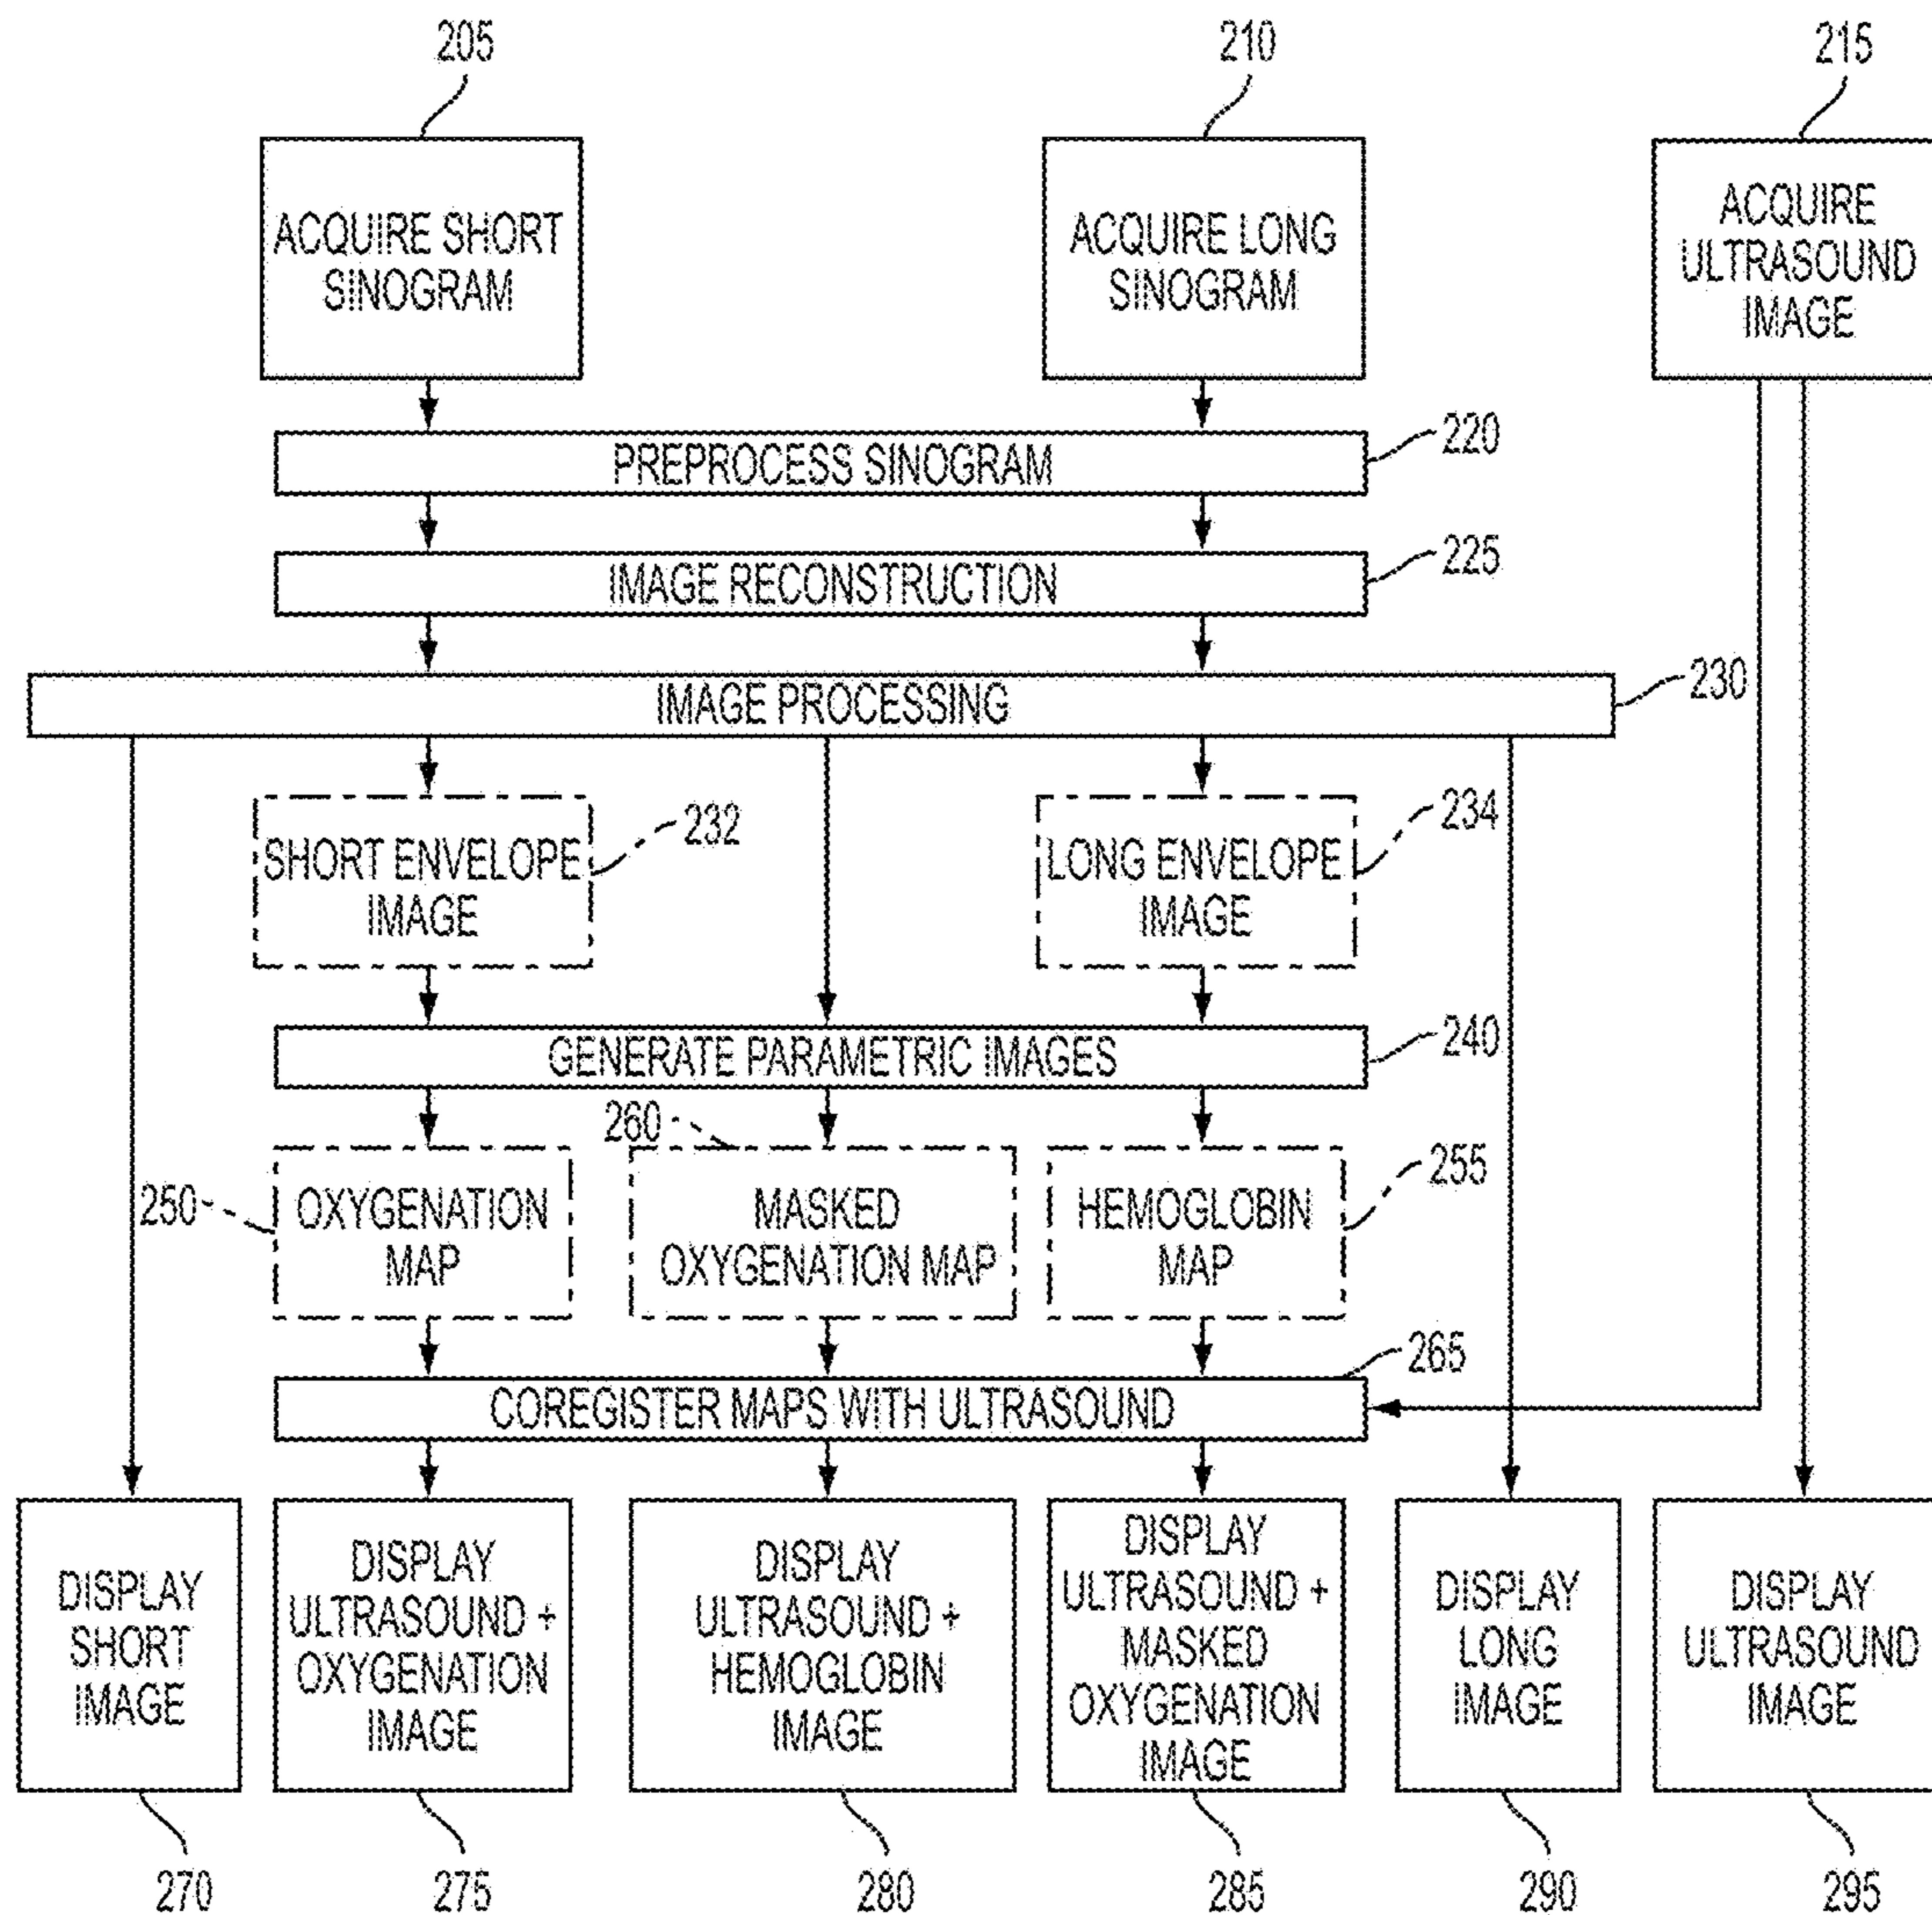 205
210
215
ACQUIRE SHORT
SINOGRAM
ACQUIRE LONG
SINOGRAM
ACQUIRE
ULTRASOUND
IMAGE
220
PREPROCESS SINOGRAM
225
IMAGE RECONSTRUCTION
230
IMAGE PROCESSING
232
234
SHORT ENVELOPE
IMAGE
LONG ENVELOPE
IMAGE
240
GENERATE PARAMETRIC IMAGES
260
250
255
OXYGENATION
MAP
MASKED
OXYGENATION MAP
HEMOGLOBIN
MAP
265
COREGISTER MAPS WITH ULTRASOUND
DISPLAY
SHORT
IMAGE
DISPLAY
ULTRASOUND +
OXYGENATION
IMAGE
DISPLAY
ULTRASOUND +
HEMOGLOBIN
IMAGE
DISPLAY
ULTRASOUND +
MASKED
OXYGENATION
IMAGE
DISPLAY
LONG
IMAGE
DISPLAY
ULTRASOUND
IMAGE
270
275
280
285
290
295